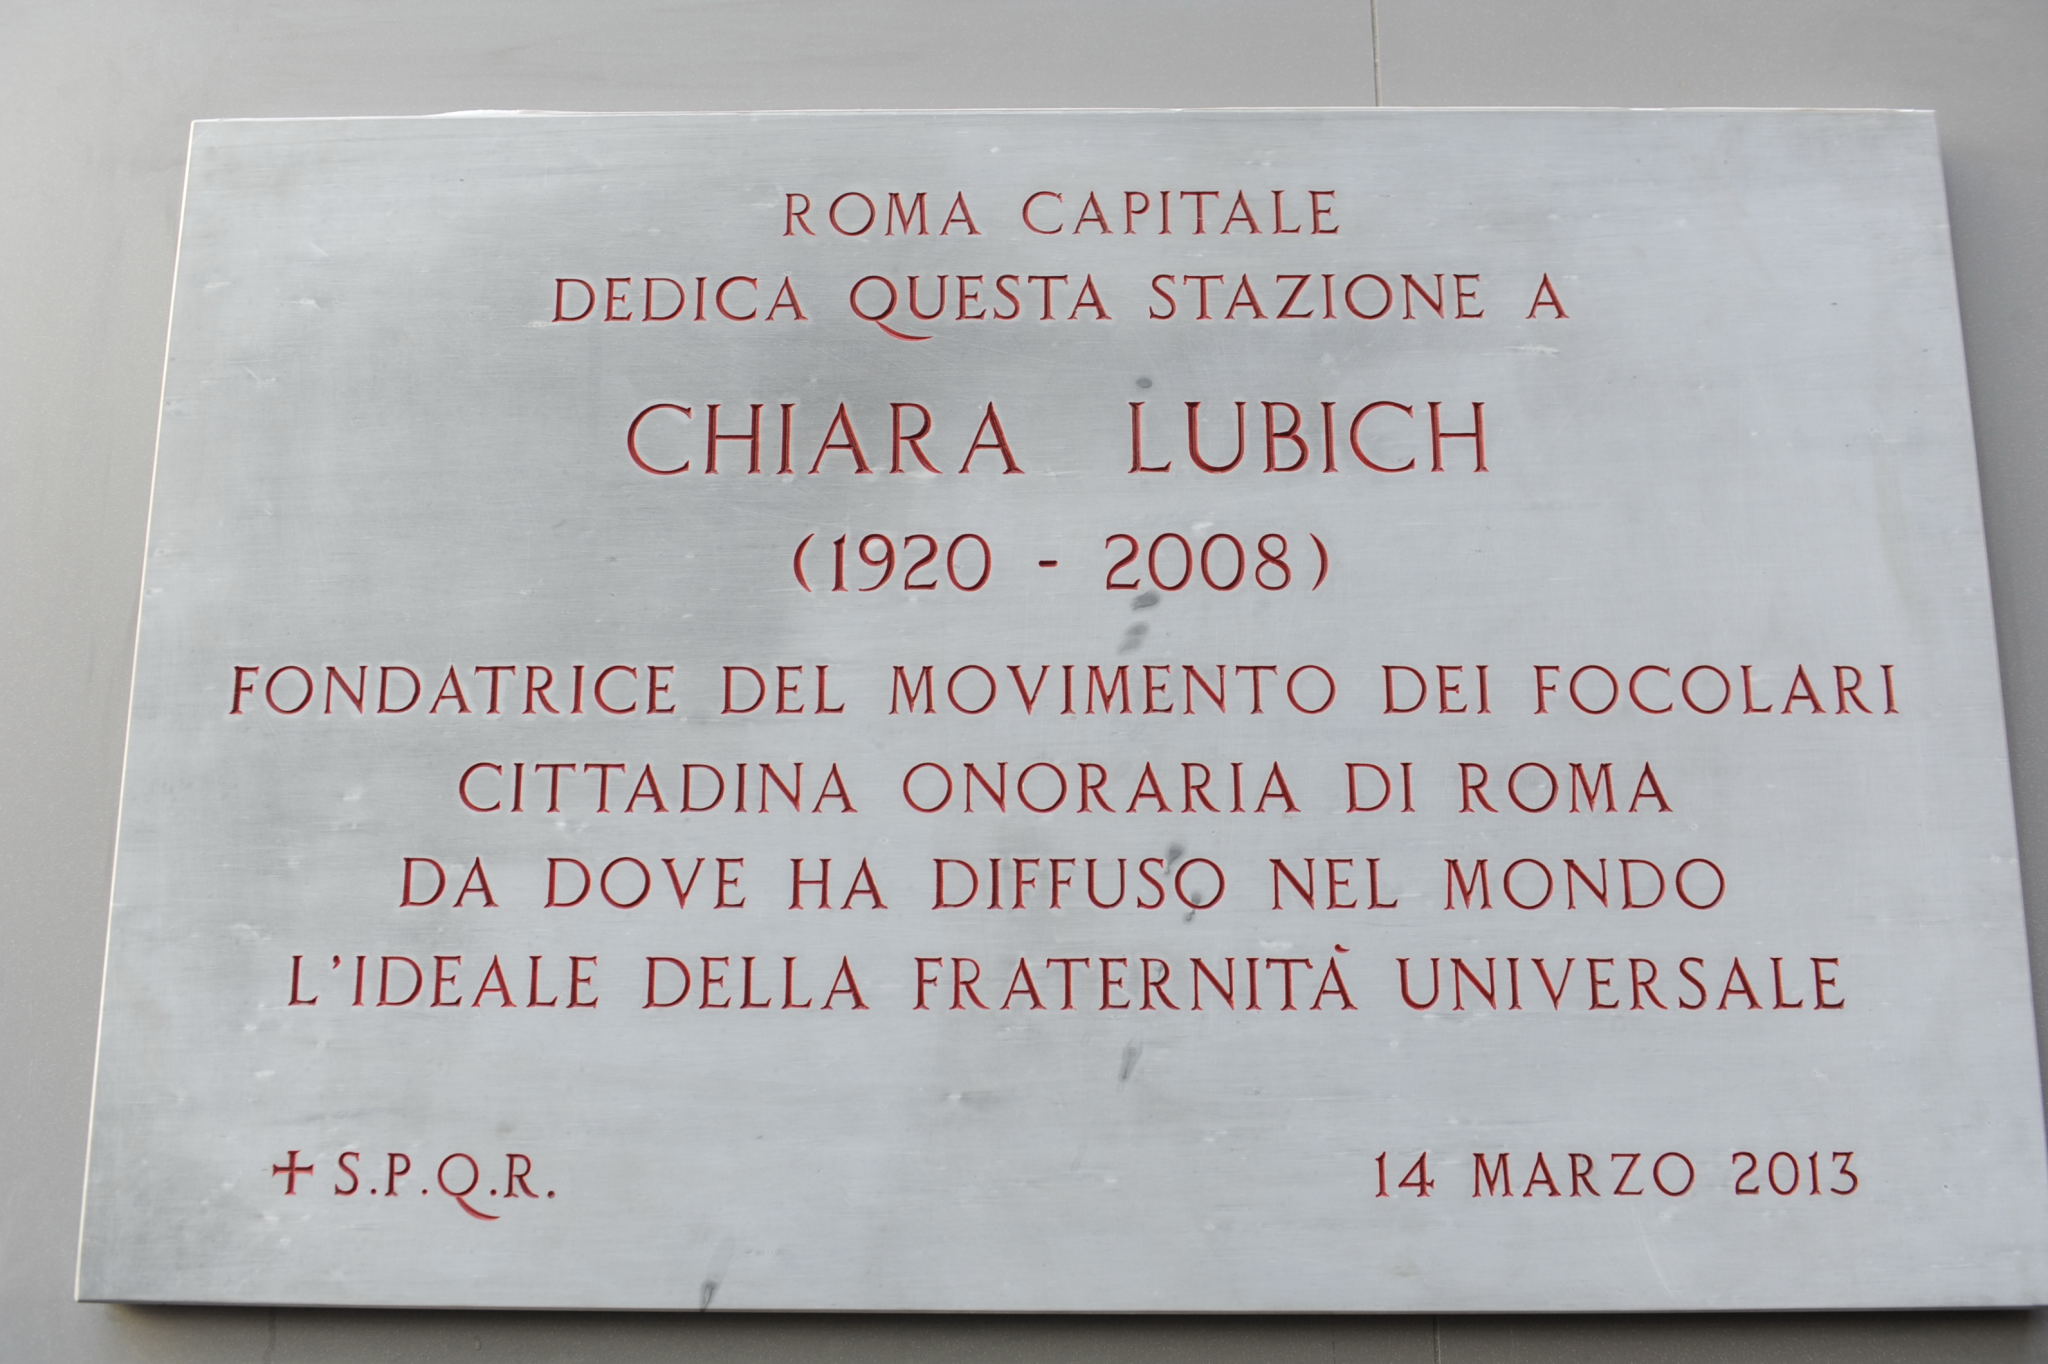 ROMA CAPITALE
DEDICA QUESTA STAZIONE A
CHIARA LUBICH
(1920 - 2008)
FONDATRICE DEL MOVIMENTO DEI FOCOLARI
CITTADINA ONORARIA DI ROMA
DA DOVE HA DIFFUSO NEL MONDO
L'IDEALE DELLA FRATERNITÀ UNIVERSALE
✠ S.P.Q.R. 14 MARZO 2013